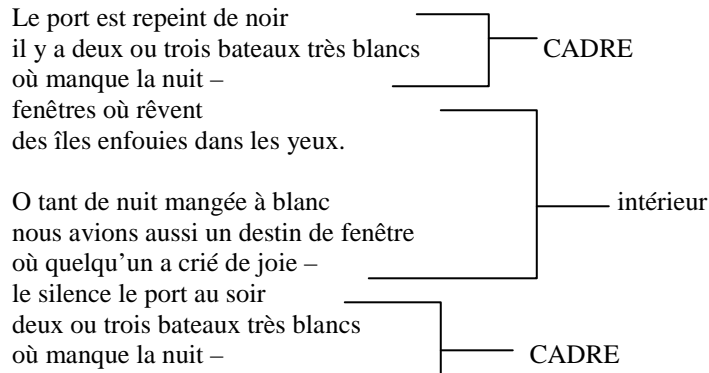 Le port est repeint de noir
il y a deux ou trois bateaux très blancs CADRE
où manque la nuit –
fenêtres où rêvent
des îles enfouies dans les yeux.

O tant de nuit mangée à blanc intérieur
nous avions aussi un destin de fenêtre
où quelqu'un a crié de joie –
le silence le port au soir
deux ou trois bateaux très blancs
où manque la nuit – CADRE